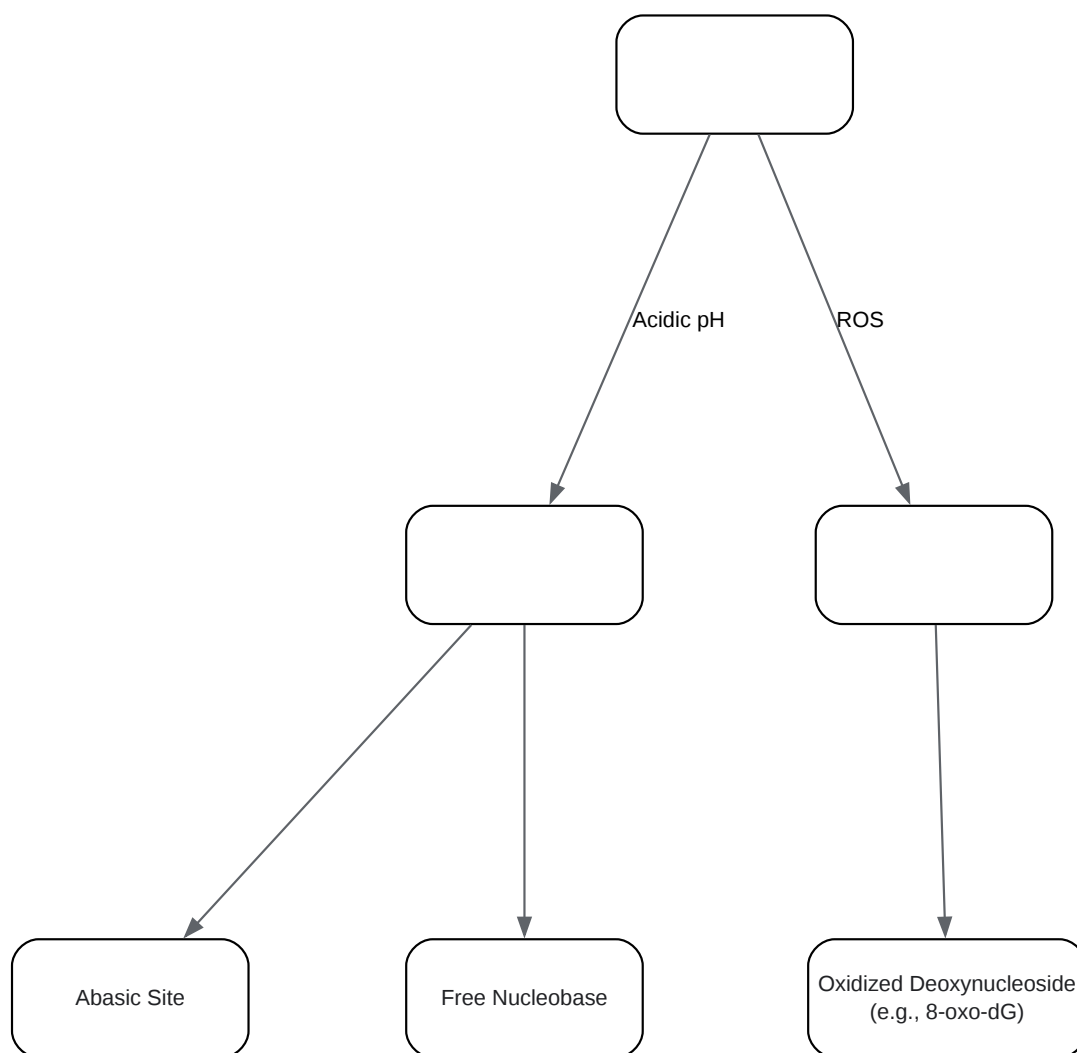 Acidic pH
ROS
Abasic Site
Free Nucleobase
Oxidized Deoxynucleoside
(e.g., 8-oxo-dG)